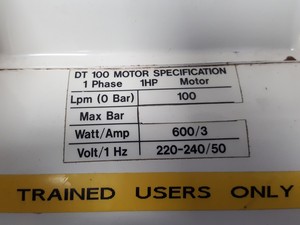 DT 100 MOTOR SPECIFICATION
1 Phase 1HP Motor
Lpm (0 Bar) 100
Max Bar
Watt/Amp 600/3
Volt/1 Hz 220-240/50
TRAINED USERS ONLY